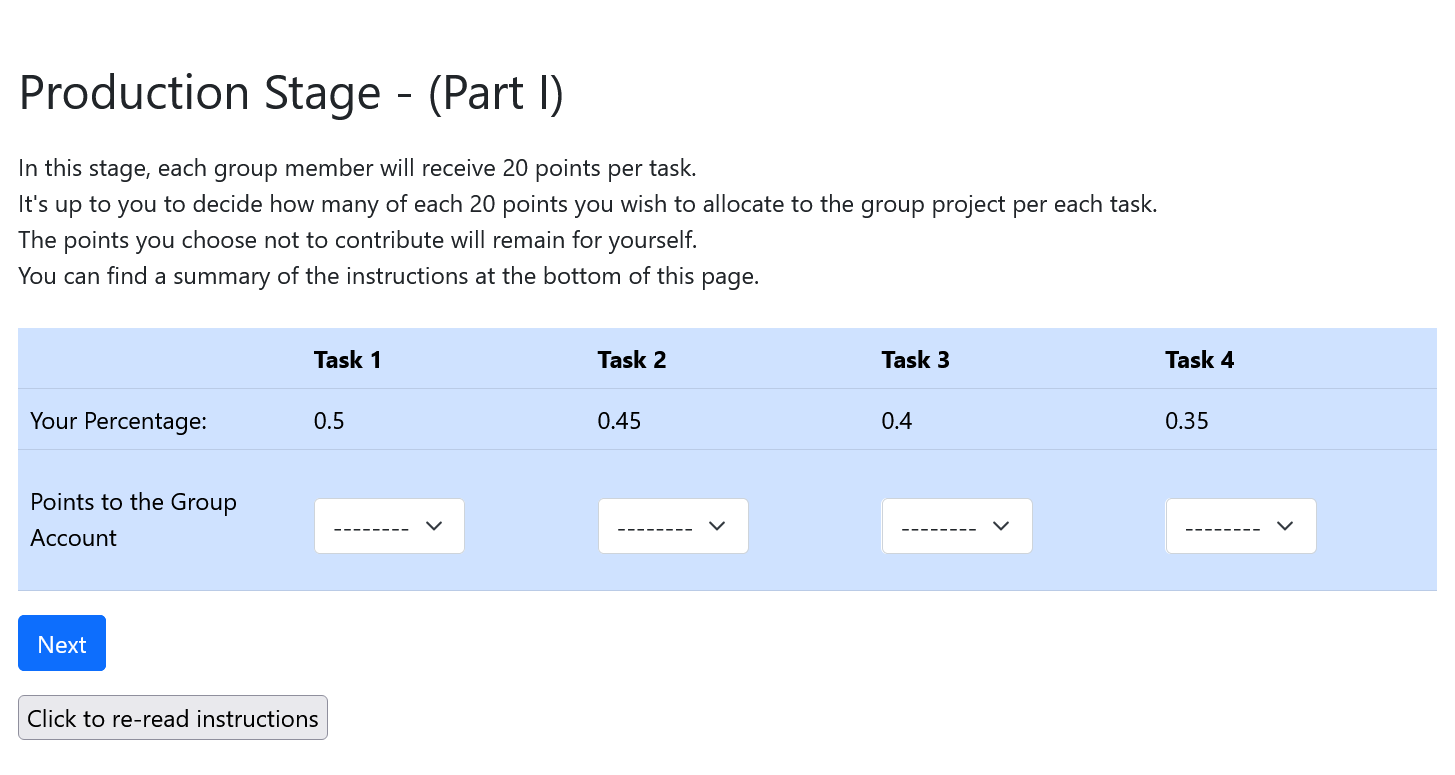 Production Stage - (Part I)
In this stage, each group member will receive 20 points per task.
It's up to you to decide how many of each 20 points you wish to allocate to the group project per each task.
The points you choose not to contribute will remain for yourself.
You can find a summary of the instructions at the bottom of this page.
Task 1 Task 2 Task 3 Task 4
Your Percentage: 0.5 0.45 0.4 0.35
Points to the Group
Account
-------- -------- -------- --------
Next
Click to re-read instructions